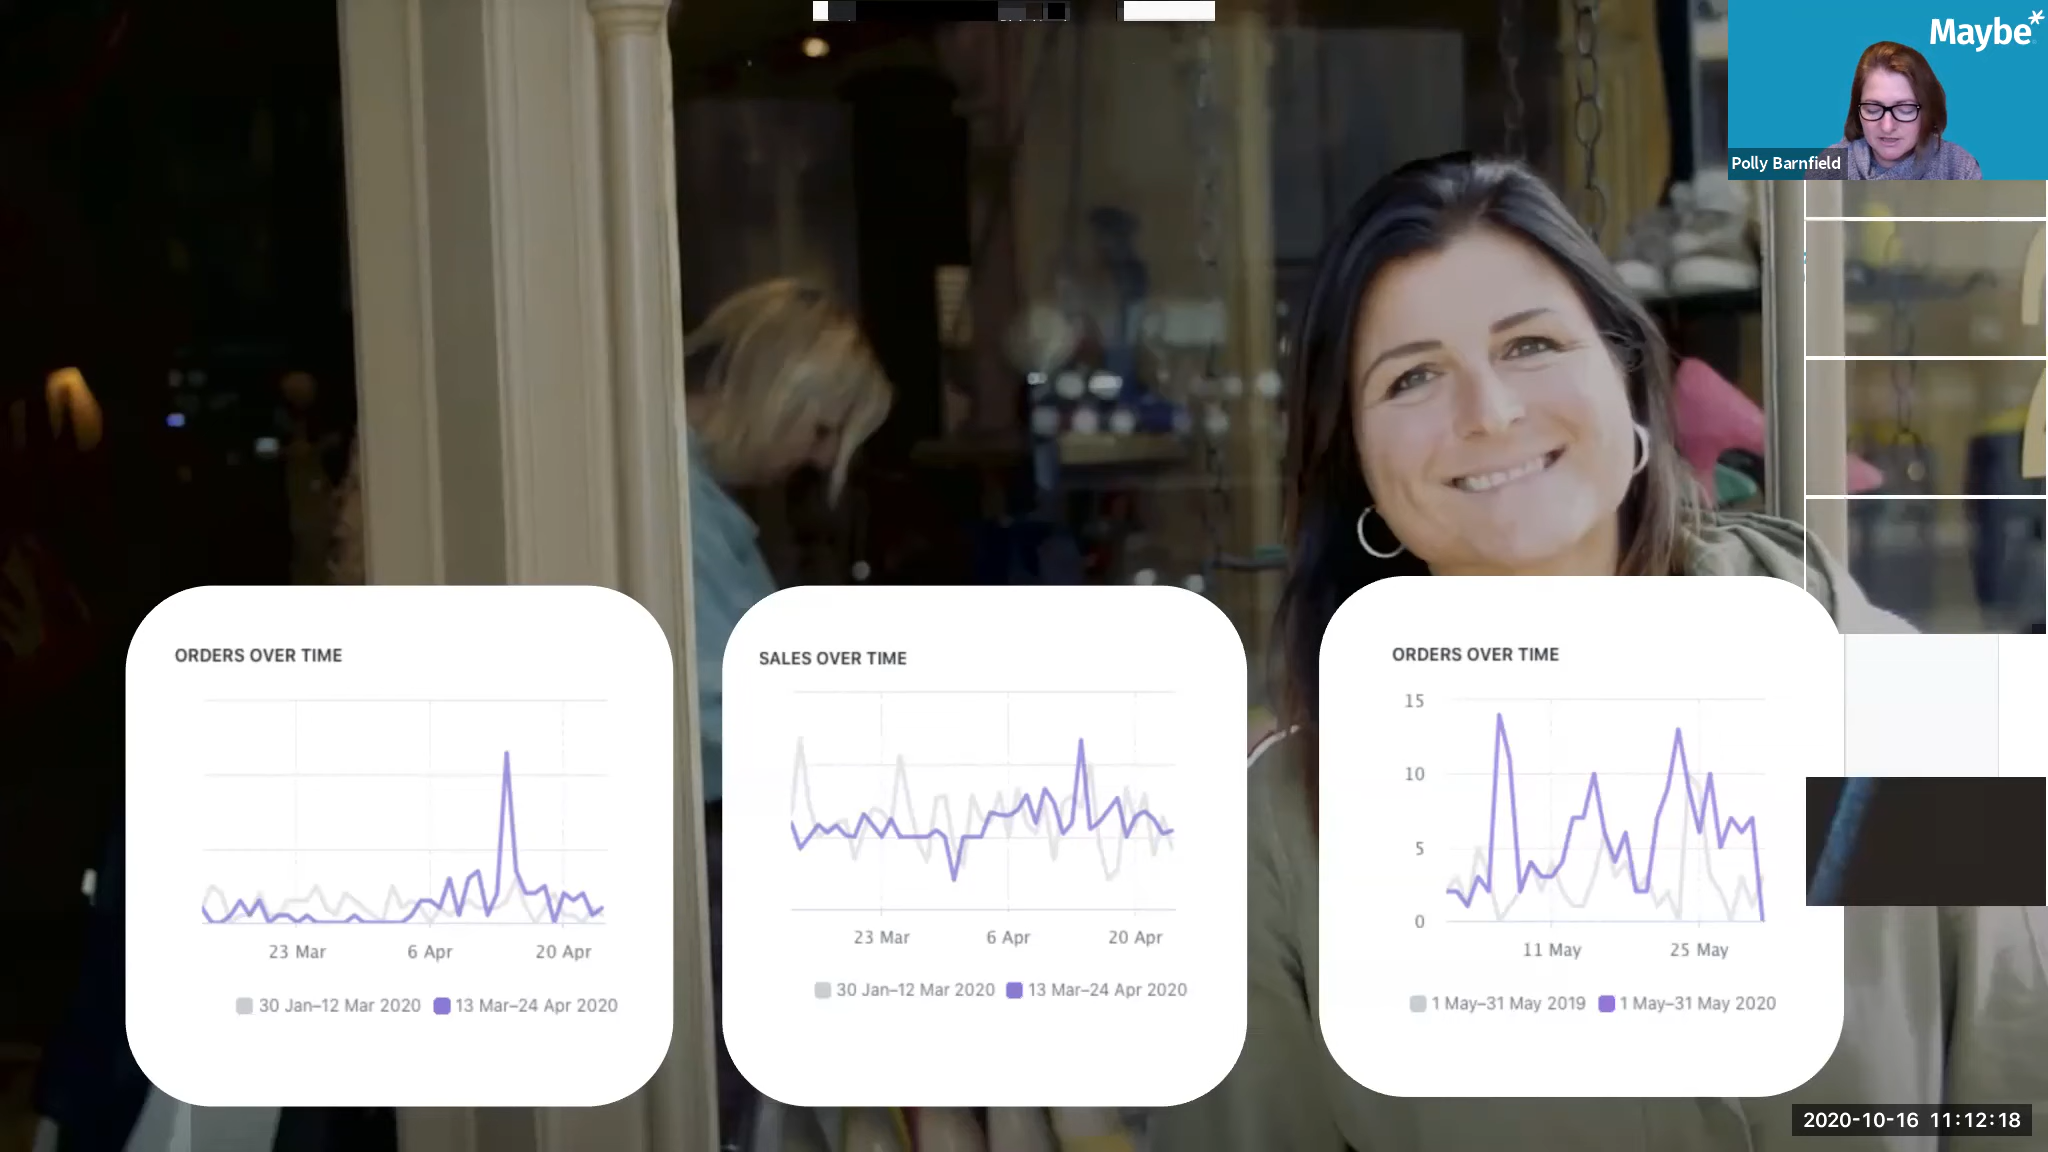 Maybe*
Polly Barnfield
ORDERS OVER TIME
23 Mar 6 Apr 20 Apr
30 Jan–12 Mar 2020 13 Mar–24 Apr 2020
SALES OVER TIME
23 Mar 6 Apr 20 Apr
30 Jan–12 Mar 2020 13 Mar–24 Apr 2020
ORDERS OVER TIME
15
10
5
0
11 May 25 May
1 May–31 May 2019 1 May–31 May 2020
2020-10-16 11:12:18